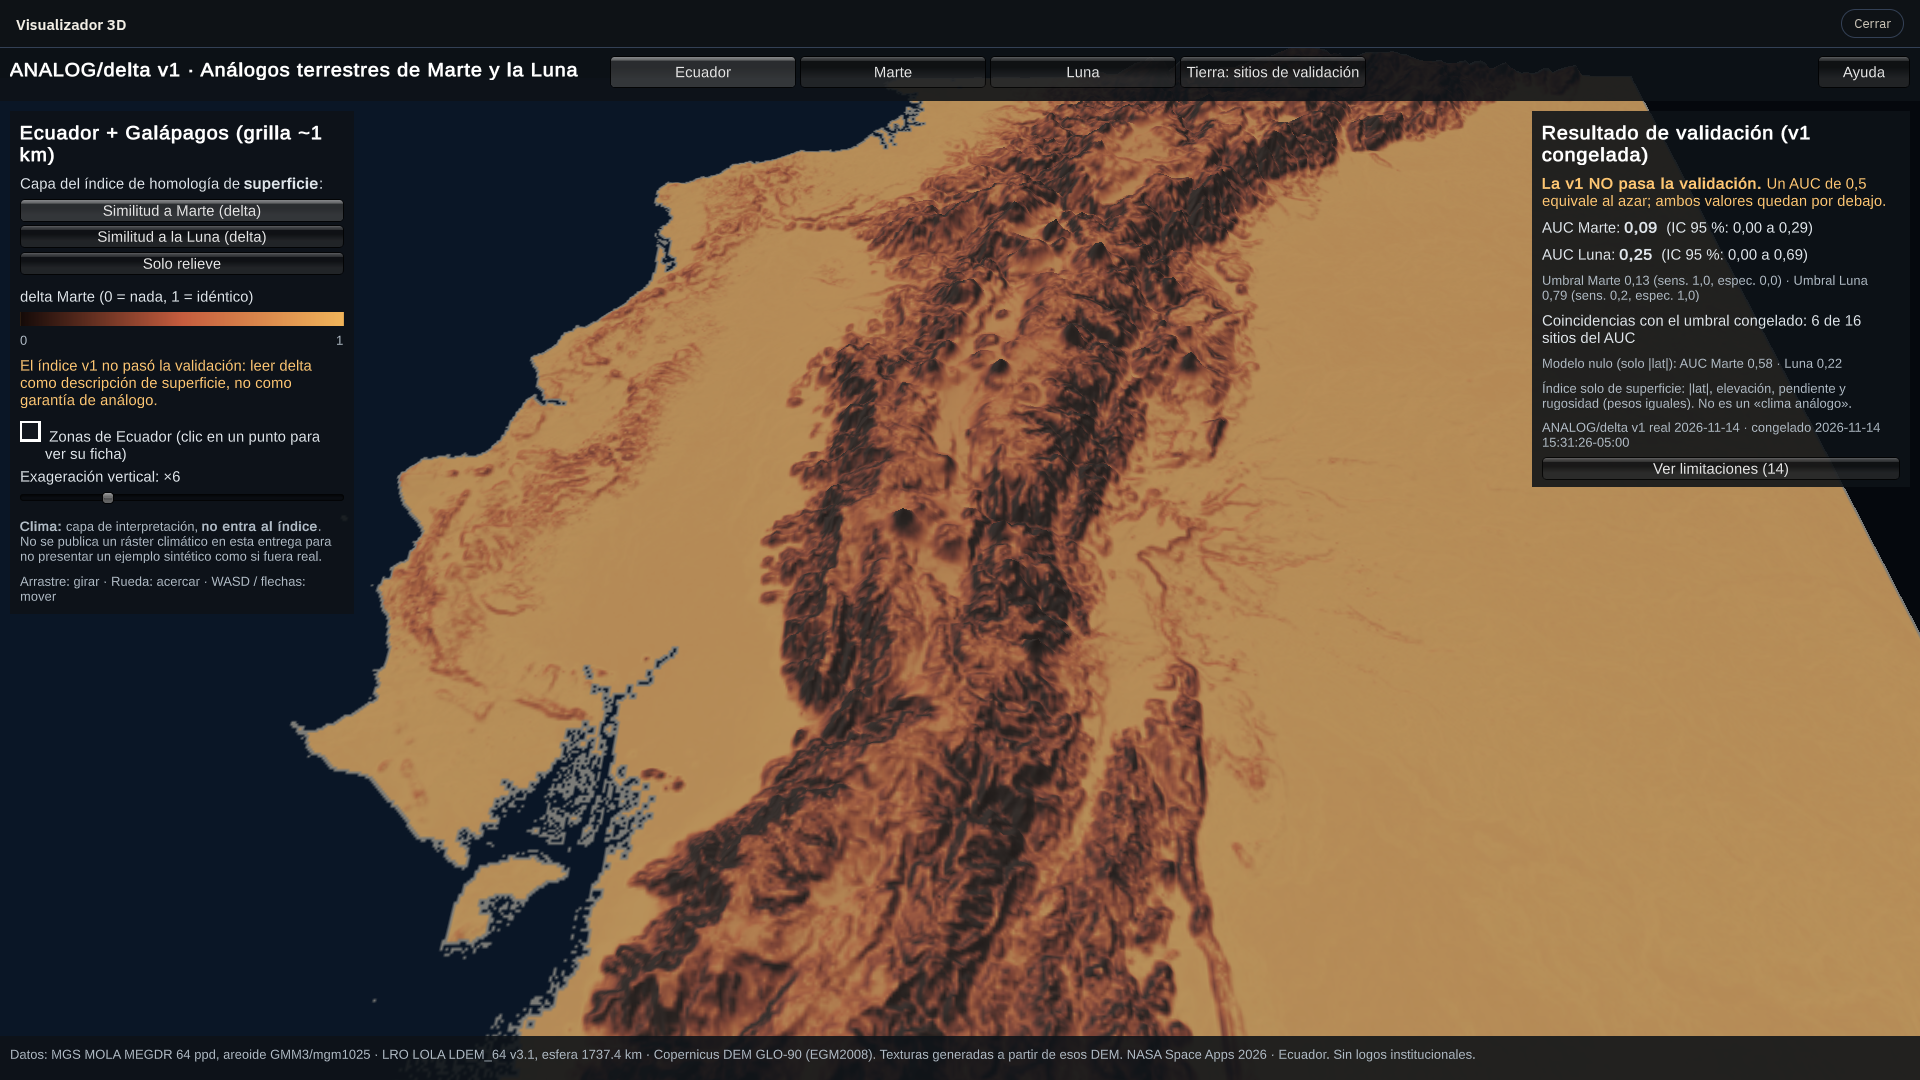 Visualizador 3D
Cerrar
ANALOG/delta v1 · Análogos terrestres de Marte y la Luna
Ecuador
Marte
Luna
Tierra: sitios de validación
Ayuda
Ecuador + Galápagos (grilla ~1
km)
Capa del índice de homología de superficie:
Similitud a Marte (delta)
Similitud a la Luna (delta)
Solo relieve
delta Marte (0 = nada, 1 = idéntico)
0 1
El índice v1 no pasó la validación: leer delta
como descripción de superficie, no como
garantía de análogo.
Zonas de Ecuador (clic en un punto para
ver su ficha)
Exageración vertical: ×6
Clima: capa de interpretación, no entra al índice.
No se publica un ráster climático en esta entrega para
no presentar un ejemplo sintético como si fuera real.
Arrastre: girar · Rueda: acercar · WASD / flechas:
mover
Resultado de validación (v1
congelada)
La v1 NO pasa la validación. Un AUC de 0,5
equivale al azar; ambos valores quedan por debajo.
AUC Marte: 0,09 (IC 95 %: 0,00 a 0,29)
AUC Luna: 0,25 (IC 95 %: 0,00 a 0,69)
Umbral Marte 0,13 (sens. 1,0, espec. 0,0) · Umbral Luna
0,79 (sens. 0,2, espec. 1,0)
Coincidencias con el umbral congelado: 6 de 16
sitios del AUC
Modelo nulo (solo |lat|): AUC Marte 0,58 · Luna 0,22
Índice solo de superficie: |lat|, elevación, pendiente y
rugosidad (pesos iguales). No es un «clima análogo».
ANALOG/delta v1 real 2026-11-14 · congelado 2026-11-14
15:31:26-05:00
Ver limitaciones (14)
Datos: MGS MOLA MEGDR 64 ppd, areoide GMM3/mgm1025 · LRO LOLA LDEM_64 v3.1, esfera 1737.4 km · Copernicus DEM GLO-90 (EGM2008). Texturas generadas a partir de esos DEM. NASA Space Apps 2026 · Ecuador. Sin logos institucionales.